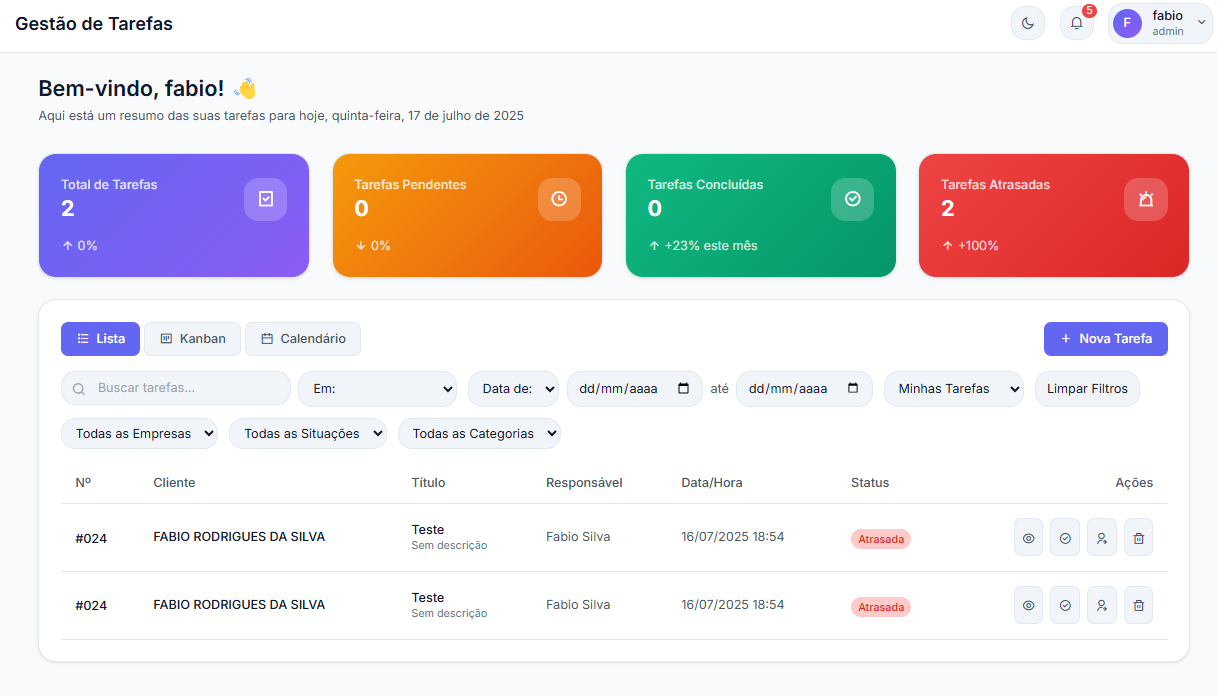 Gestão de Tarefas
5
F
fabio
admin
Bem-vindo, fabio! 👋
Aqui está um resumo das suas tarefas para hoje, quinta-feira, 17 de julho de 2025
Total de Tarefas
2
↑ 0%
Tarefas Pendentes
0
↓ 0%
Tarefas Concluídas
0
↑ +23% este mês
Tarefas Atrasadas
2
↑ +100%
Lista Kanban Calendário + Nova Tarefa
Buscar tarefas... Em: Data de: dd/mm/aaaa até dd/mm/aaaa Minhas Tarefas Limpar Filtros
Todas as Empresas Todas as Situações Todas as Categorias
Nº Cliente Título Responsável Data/Hora Status Ações
#024 FABIO RODRIGUES DA SILVA Teste Fabio Silva 16/07/2025 18:54 Atrasada
Sem descrição
#024 FABIO RODRIGUES DA SILVA Teste Fabio Silva 16/07/2025 18:54 Atrasada
Sem descrição